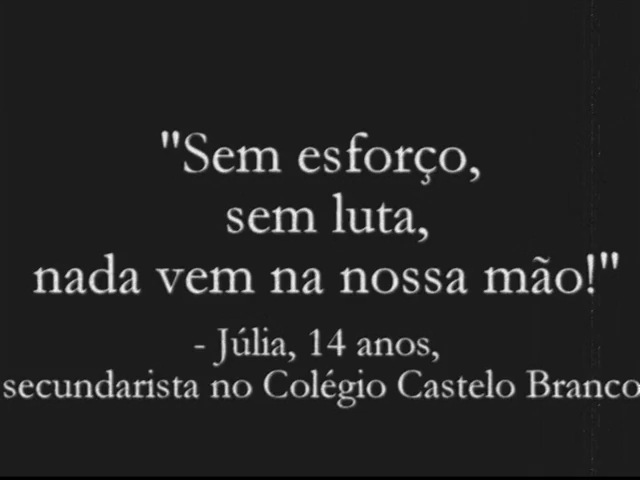 "Sem esforço,
sem luta,
nada vem na nossa mão!"
- Júlia, 14 anos,
secundarista no Colégio Castelo Branco